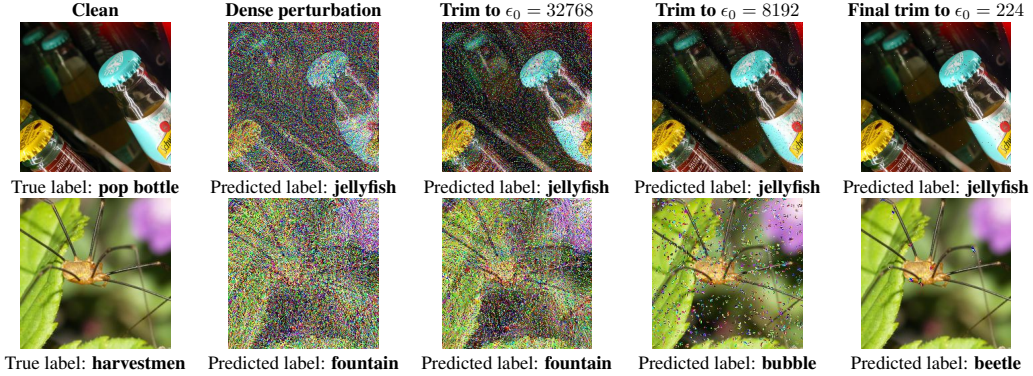 Clean Dense perturbation Trim to ϵ₀ = 32768 Trim to ϵ₀ = 8192 Final trim to ϵ₀ = 224
True label: pop bottle Predicted label: jellyfish Predicted label: jellyfish Predicted label: jellyfish Predicted label: jellyfish
True label: harvestmen Predicted label: fountain Predicted label: fountain Predicted label: bubble Predicted label: beetle